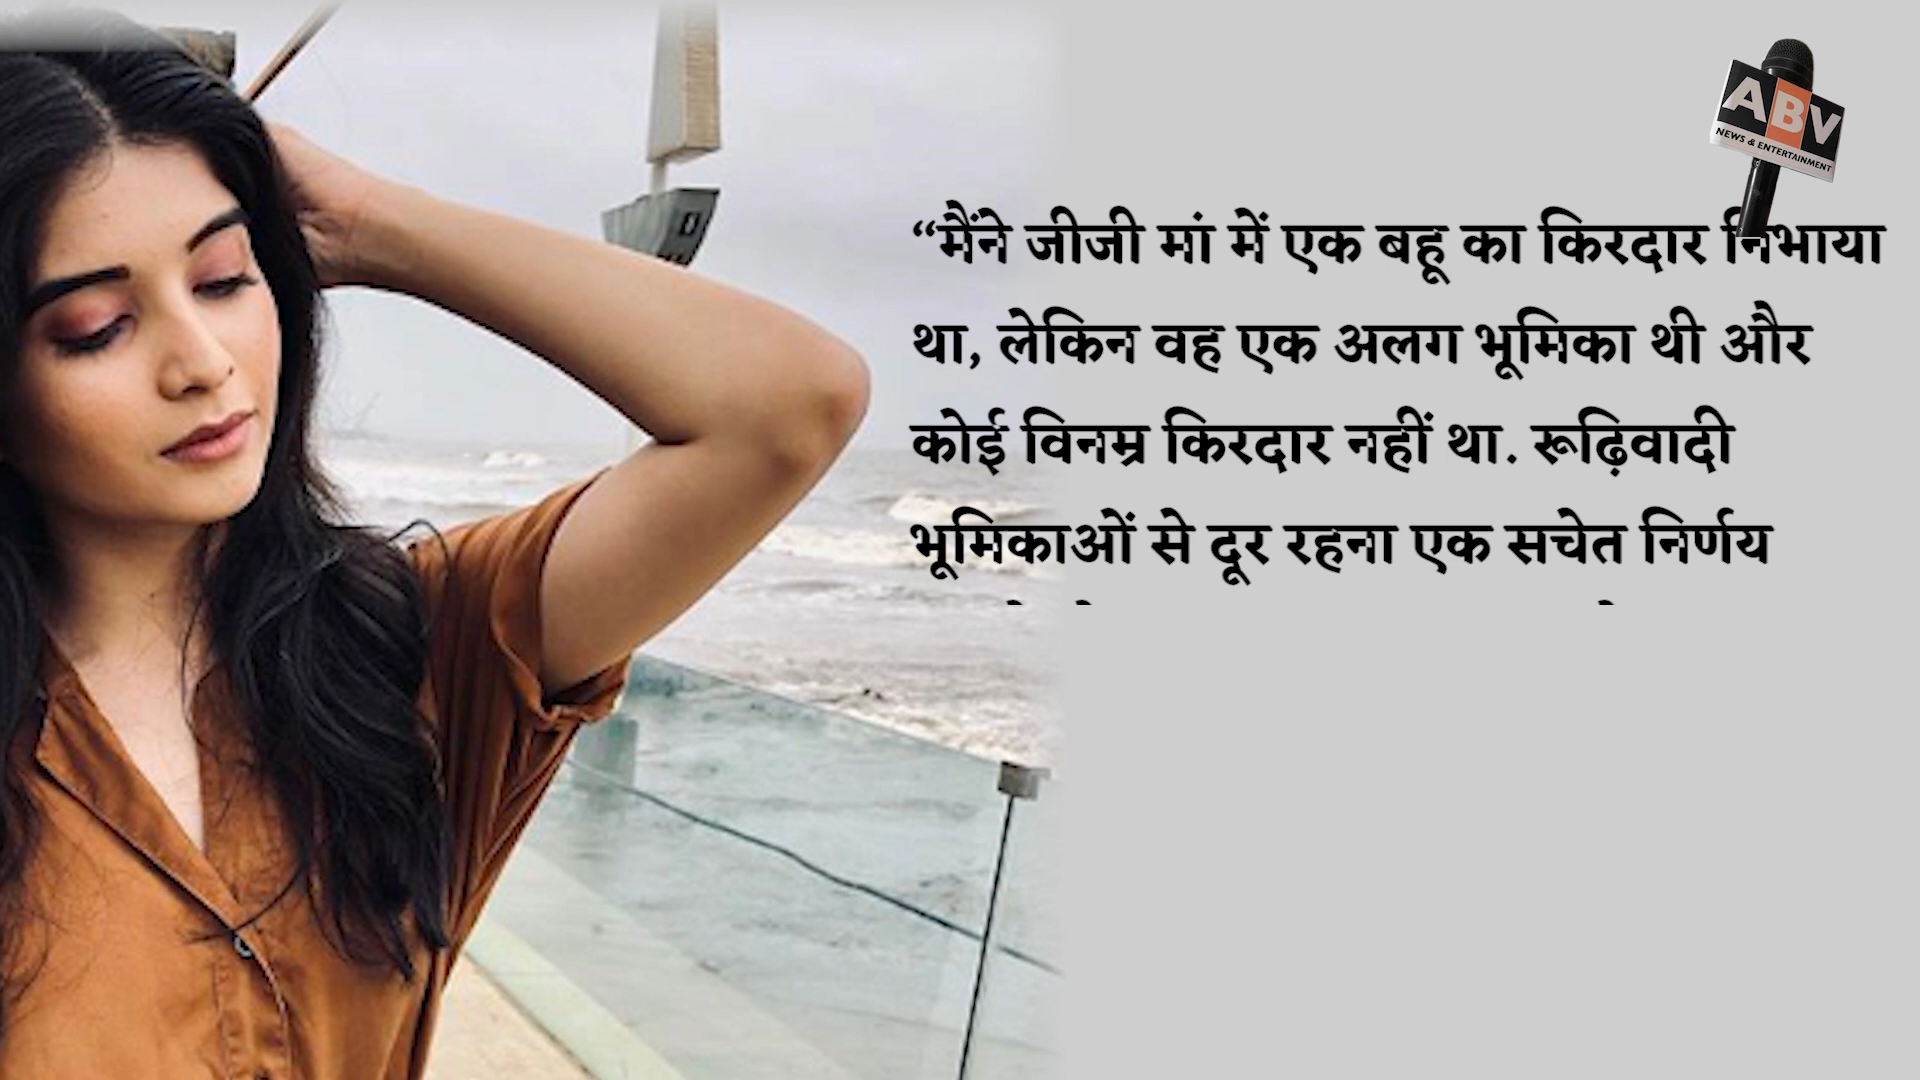 ABV
NEWS & ENTERTAINMENT
“मैंने जीजी मां में एक बहू का किरदार निभाया
था, लेकिन वह एक अलग भूमिका थी और
कोई विनम्र किरदार नहीं था. रूढ़िवादी
भूमिकाओं से दूर रहना एक सचेत निर्णय